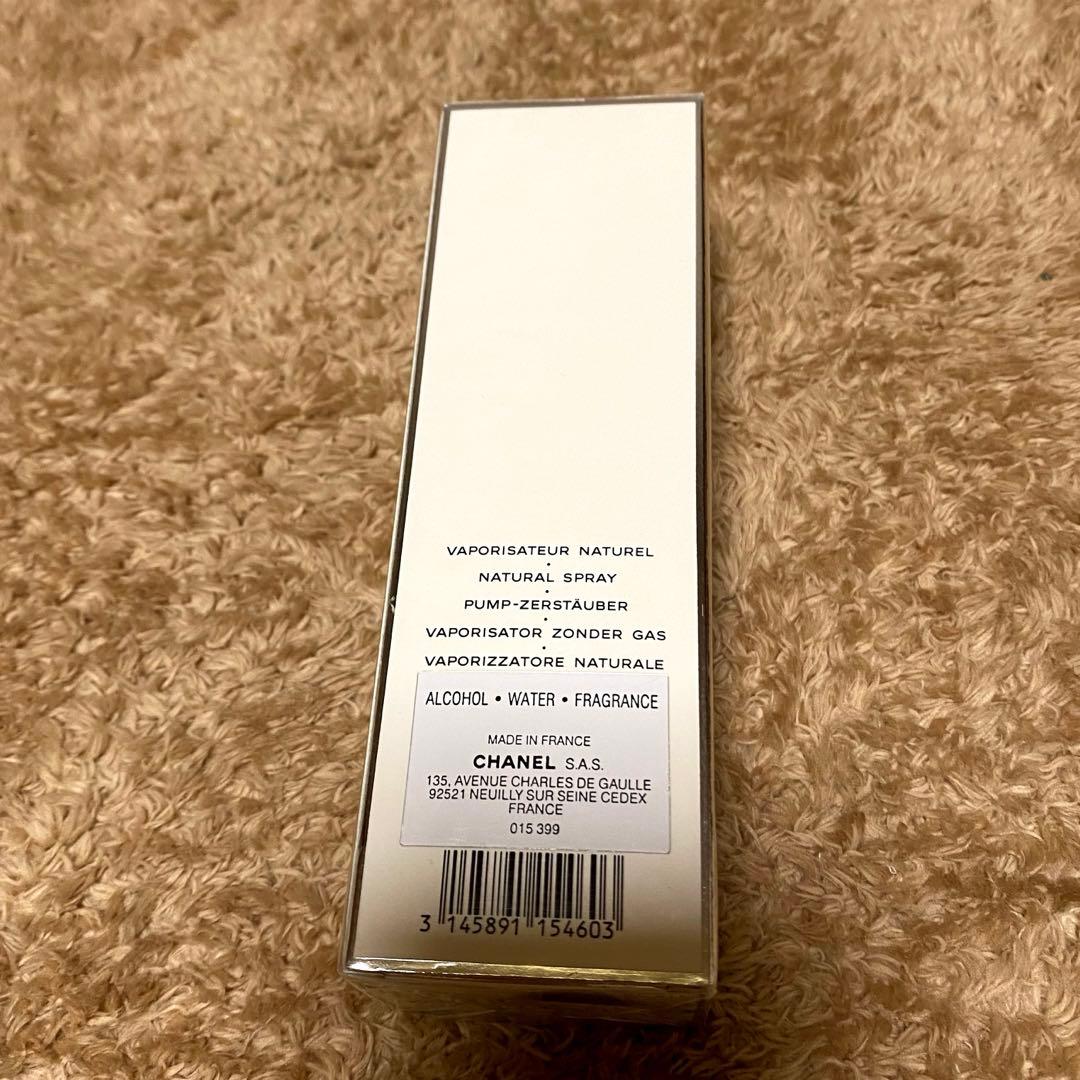 VAPORISATEUR NATUREL
•
NATURAL SPRAY
•
PUMP-ZERSTÄUBER
•
VAPORISATOR ZONDER GAS
•
VAPORIZZATORE NATURALE
ALCOHOL • WATER • FRAGRANCE
MADE IN FRANCE
CHANEL S.A.S.
135, AVENUE CHARLES DE GAULLE
92521 NEUILLY SUR SEINE CEDEX
FRANCE
015 399
3 145891 154603